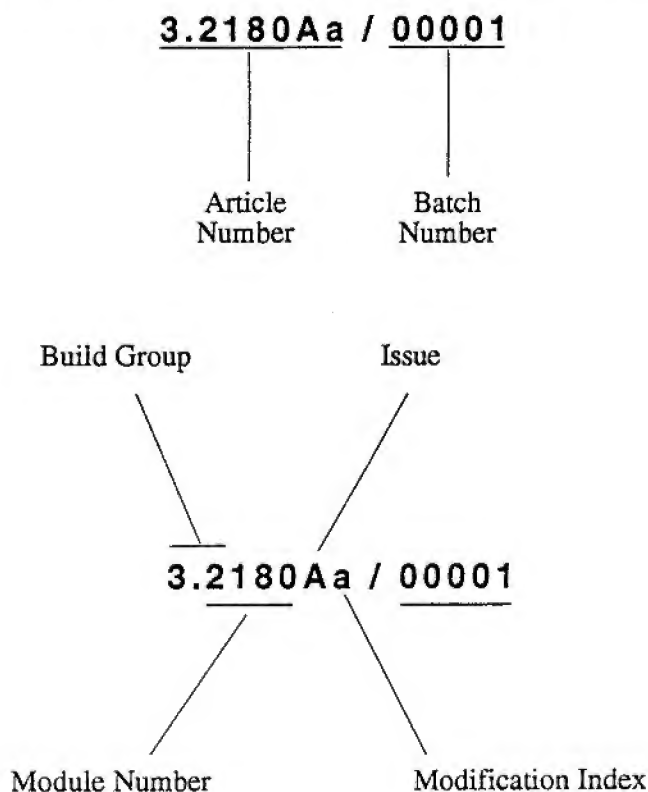 3.2180Aa / 00001
Article Batch
Number Number
Build Group Issue
3.2180Aa / 00001
Module Number Modification Index